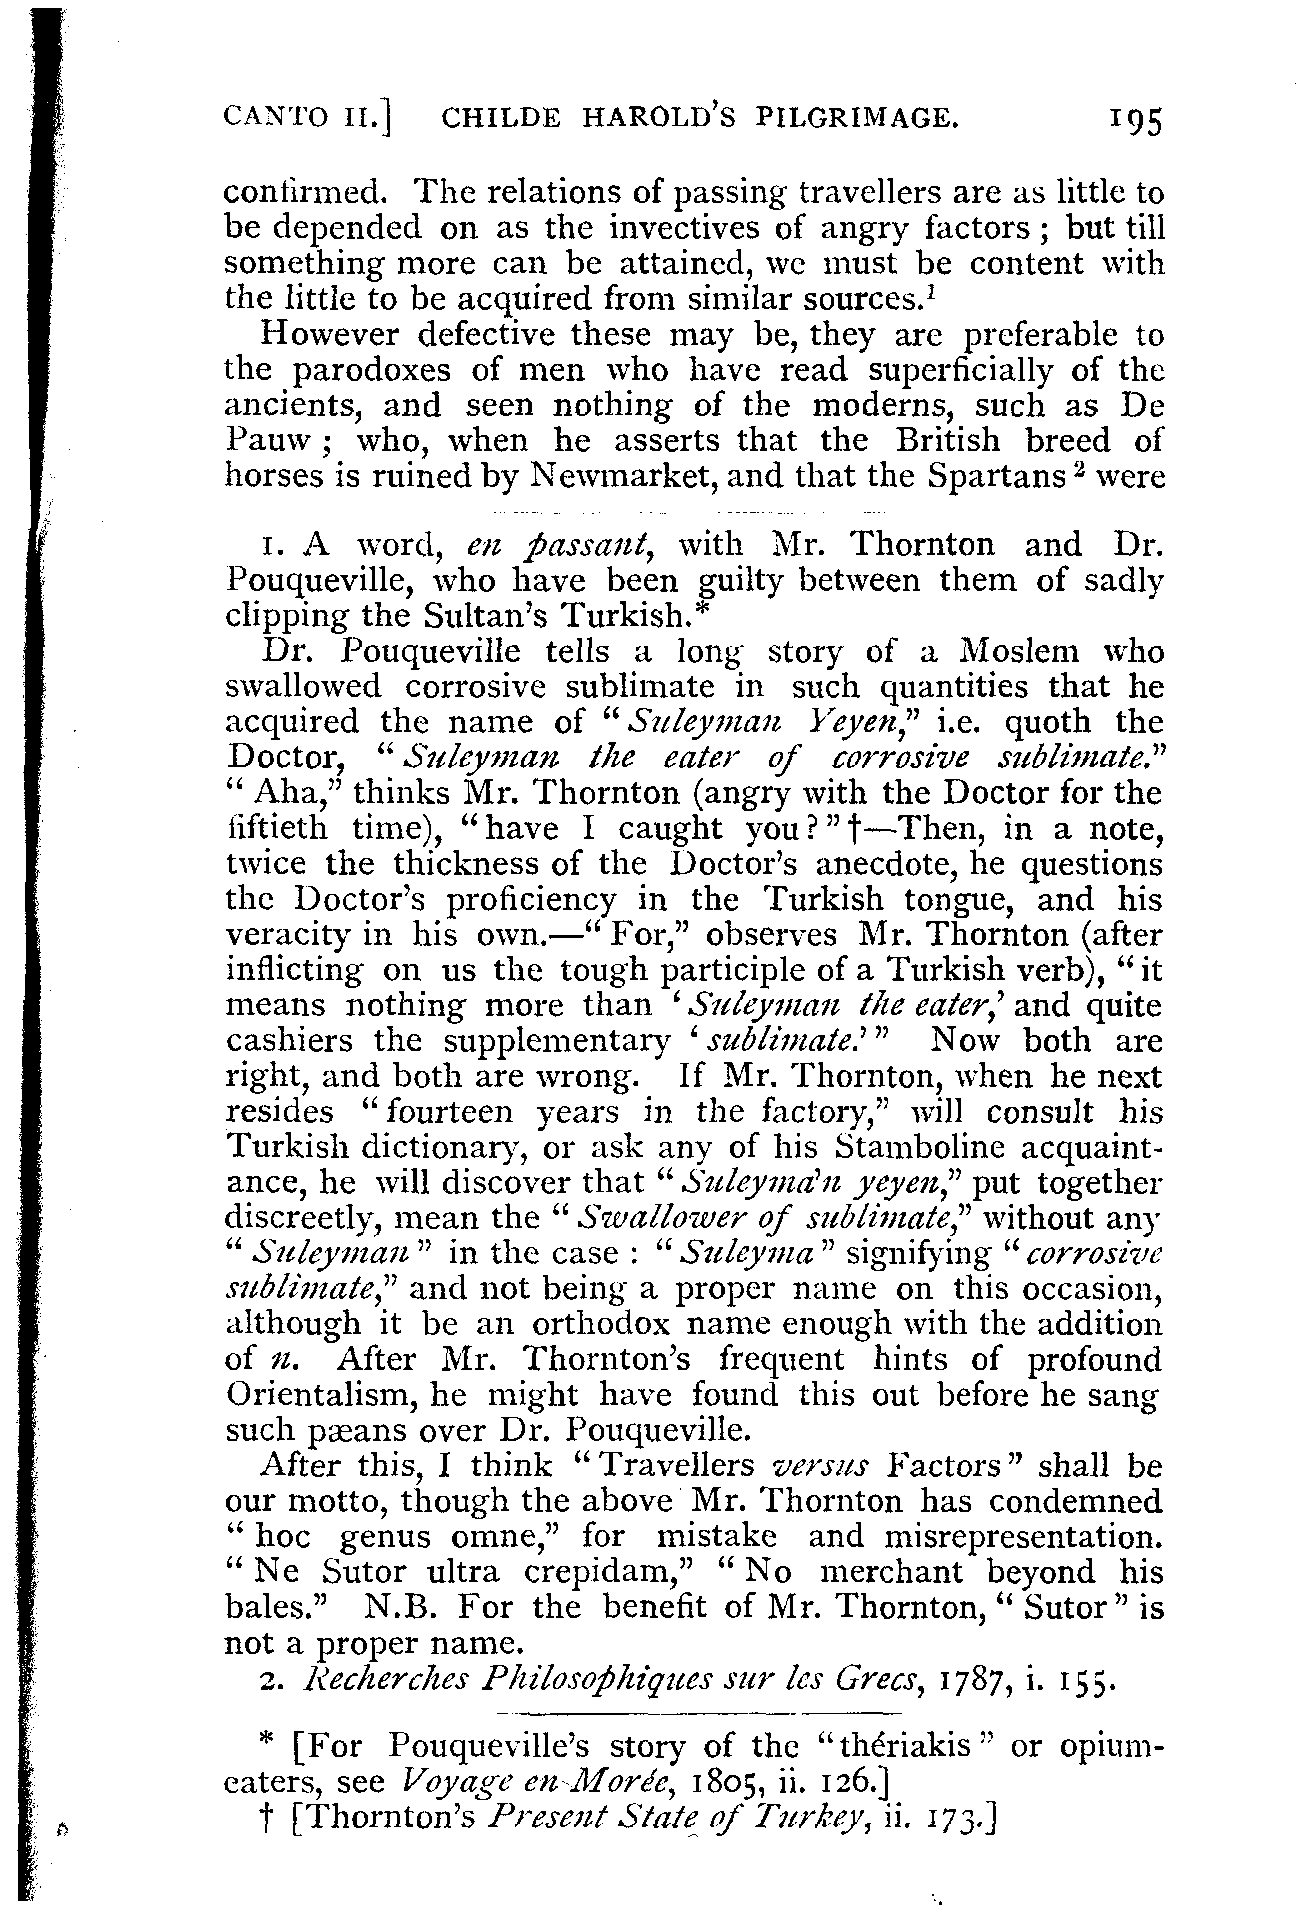 CANTO II.] CHILDE HAROLD'S PILGRIMAGE. 195
confirmed. The relations of passing travellers are as little to
be depended on as the invectives of angry factors ; but till
something more can be attained, we must be content with
the little to be acquired from similar sources.¹
However defective these may be, they are preferable to
the parodoxes of men who have read superficially of the
ancients, and seen nothing of the moderns, such as De
Pauw ; who, when he asserts that the British breed of
horses is ruined by Newmarket, and that the Spartans ² were
1. A word, en passant, with Mr. Thornton and Dr.
Pouqueville, who have been guilty between them of sadly
clipping the Sultan's Turkish.*
Dr. Pouqueville tells a long story of a Moslem who
swallowed corrosive sublimate in such quantities that he
acquired the name of "Suleyman Yeyen," i.e. quoth the
Doctor, "Suleyman the eater of corrosive sublimate."
"Aha," thinks Mr. Thornton (angry with the Doctor for the
fiftieth time), "have I caught you?"†—Then, in a note,
twice the thickness of the Doctor's anecdote, he questions
the Doctor's proficiency in the Turkish tongue, and his
veracity in his own.—"For," observes Mr. Thornton (after
inflicting on us the tough participle of a Turkish verb), "it
means nothing more than 'Suleyman the eater,' and quite
cashiers the supplementary 'sublimate.'" Now both are
right, and both are wrong. If Mr. Thornton, when he next
resides "fourteen years in the factory," will consult his
Turkish dictionary, or ask any of his Stamboline acquaint-
ance, he will discover that "Suleyma'n yeyen," put together
discreetly, mean the "Swallower of sublimate," without any
"Suleyman" in the case : "Suleyma" signifying "corrosive
sublimate," and not being a proper name on this occasion,
although it be an orthodox name enough with the addition
of n. After Mr. Thornton's frequent hints of profound
Orientalism, he might have found this out before he sang
such pæans over Dr. Pouqueville.
After this, I think "Travellers versus Factors" shall be
our motto, though the above Mr. Thornton has condemned
"hoc genus omne," for mistake and misrepresentation.
"Ne Sutor ultra crepidam," "No merchant beyond his
bales." N.B. For the benefit of Mr. Thornton, "Sutor" is
not a proper name.
2. Recherches Philosophiques sur les Grecs, 1787, i. 155.
* [For Pouqueville's story of the "thériakis" or opium-
eaters, see Voyage en Morée, 1805, ii. 126.]
† [Thornton's Present State of Turkey, ii. 173.]